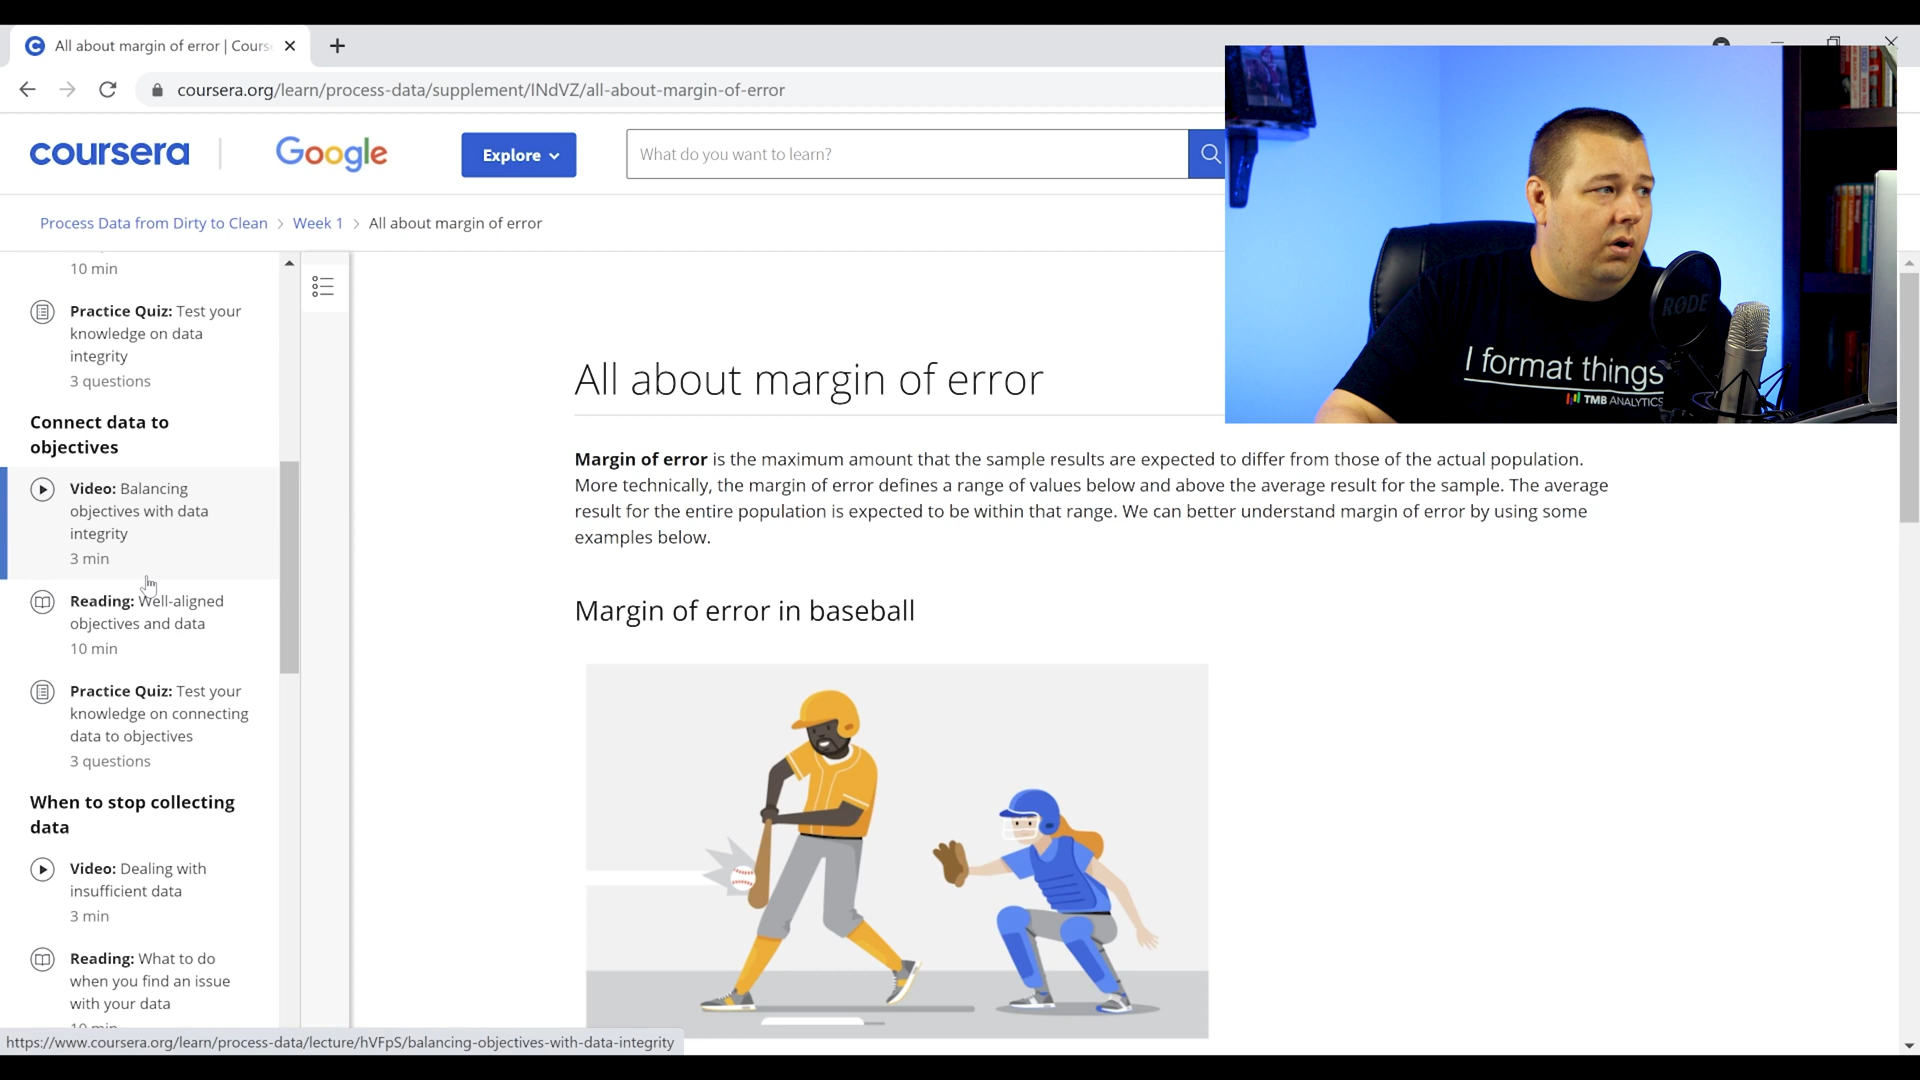 All about margin of error | Cours
coursera.org/learn/process-data/supplement/lNdVZ/all-about-margin-of-error
coursera
Google
Explore
What do you want to learn?
Process Data from Dirty to Clean > Week 1 > All about margin of error
10 min
Practice Quiz: Test your
knowledge on data
integrity
3 questions
Connect data to
objectives
Video: Balancing
objectives with data
integrity
3 min
Reading: Well-aligned
objectives and data
10 min
Practice Quiz: Test your
knowledge on connecting
data to objectives
3 questions
When to stop collecting
data
Video: Dealing with
insufficient data
3 min
Reading: What to do
when you find an issue
with your data
10 min
All about margin of error
Margin of error is the maximum amount that the sample results are expected to differ from those of the actual population.
More technically, the margin of error defines a range of values below and above the average result for the sample. The average
result for the entire population is expected to be within that range. We can better understand margin of error by using some
examples below.
Margin of error in baseball
RODE
I format things
TMB ANALYTICS
https://www.coursera.org/learn/process-data/lecture/hVFpS/balancing-objectives-with-data-integrity